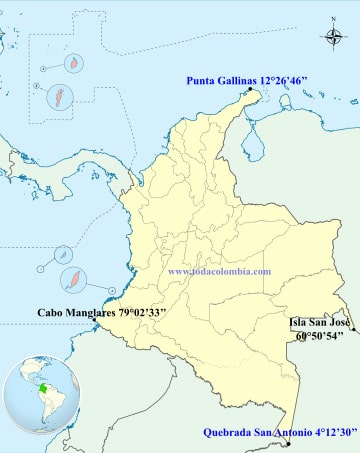 N
Punta Gallinas 12°26'46”
www.todacolombia.com
Cabo Manglares 79°02'33”
Isla San José
60°50'54”
Quebrada San Antonio 4°12'30”